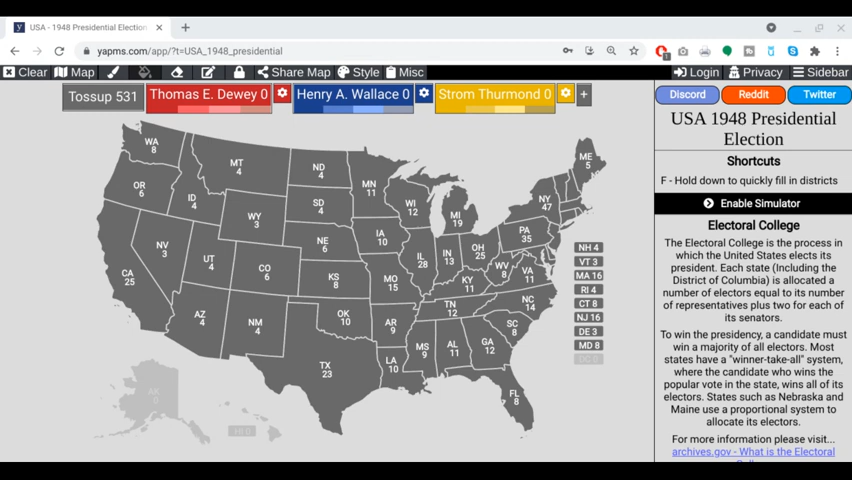 USA - 1948 Presidential Election
yapms.com/app/?t=USA_1948_presidential
Clear Map Share Map Style Misc Login Privacy Sidebar
Tossup 531 Thomas E. Dewey 0 Henry A. Wallace 0 Strom Thurmond 0 +
Discord Reddit Twitter
USA 1948 Presidential
Election
Shortcuts
F - Hold down to quickly fill in districts
Enable Simulator
Electoral College
The Electoral College is the process in
which the United States elects its
president. Each state (Including the
District of Columbia) is allocated a
number of electors equal to its number
of representatives plus two for each of
its senators.
To win the presidency, a candidate must
win a majority of all electors. Most
states have a "winner-take-all" system,
where the candidate who wins the
popular vote in the state, wins all of its
electors. States such as Nebraska and
Maine use a proportional system to
allocate its electors.
For more information please visit...
archives.gov - What is the Electoral
WA
8
OR
6
CA
25
NV
3
ID
4
MT
4
WY
3
UT
4
AZ
4
CO
6
NM
4
ND
4
SD
4
NE
6
KS
8
OK
10
TX
23
MN
11
IA
10
MO
15
AR
9
LA
10
WI
12
IL
28
MI
19
IN
13
OH
25
KY
11
TN
12
MS
9
AL
11
GA
12
FL
8
SC
8
NC
14
VA
11
WV
8
PA
35
NY
47
ME
5
NH 4
VT 3
MA 16
RI 4
CT 8
NJ 16
DE 3
MD 8
DC 0
AK
0
HI 0